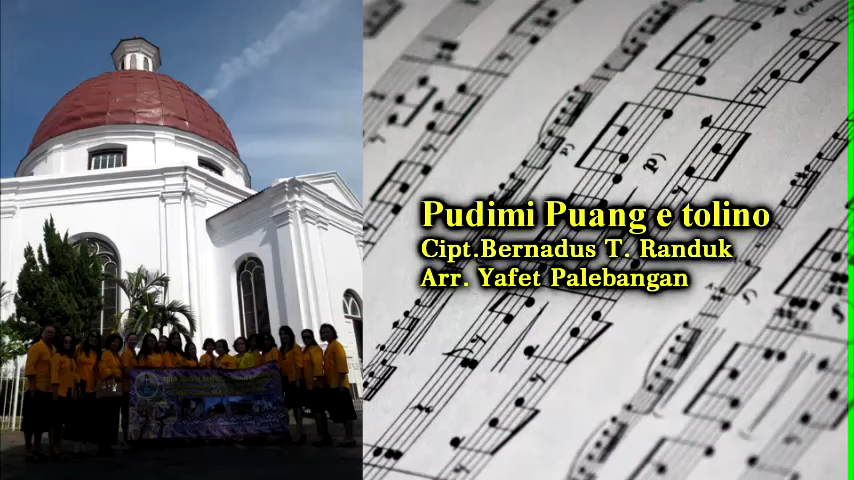 Pudimi Puang e tolino
Cipt.Bernadus T. Randuk
Arr. Yafet Palebangan